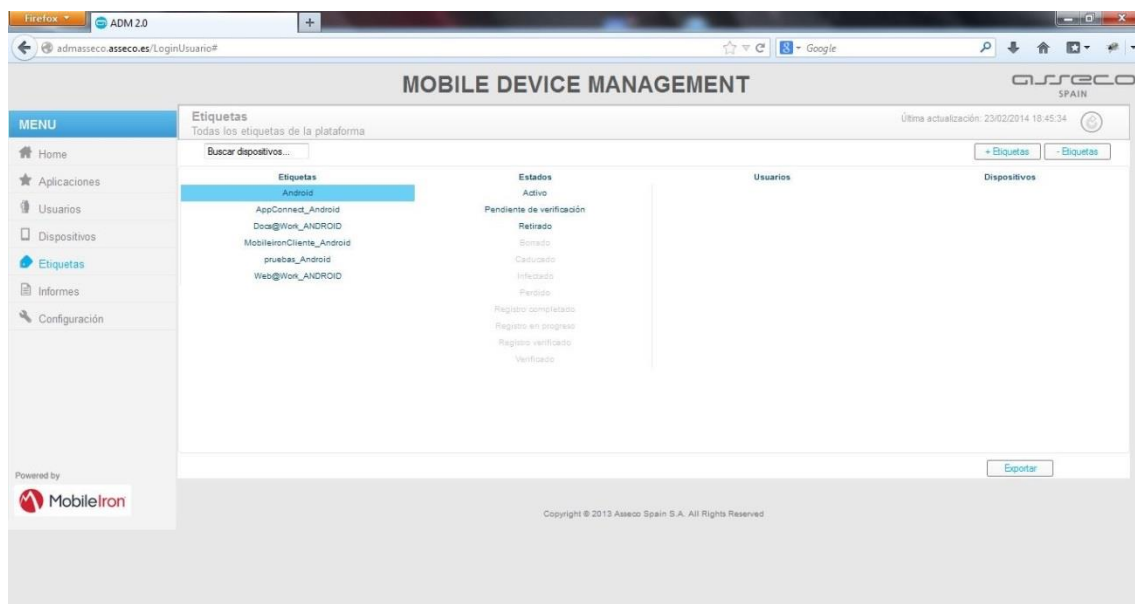 Firefox
ADM 2.0
+
admasseco.asseco.es/LoginUsuario#
Google
MOBILE DEVICE MANAGEMENT
asseco
SPAIN
MENU
Home
Aplicaciones
Usuarios
Dispositivos
Etiquetas
Informes
Configuración
Etiquetas
Todas los etiquetas de la plataforma
Última actualización: 23/02/2014 18:45:34
Buscar dispositivos...
+ Etiquetas
- Etiquetas
Etiquetas
Android
AppConnect_Android
Docs@Work_ANDROID
MobileironCliente_Android
pruebas_Android
Web@Work_ANDROID
Estados
Activo
Pendiente de verificación
Retirado
Borrado
Caducado
Infectado
Perdido
Registro completado
Registro en progreso
Registro verificado
Verificado
Usuarios
Dispositivos
Exportar
Powered by
MobileIron
Copyright © 2013 Asseco Spain S.A. All Rights Reserved